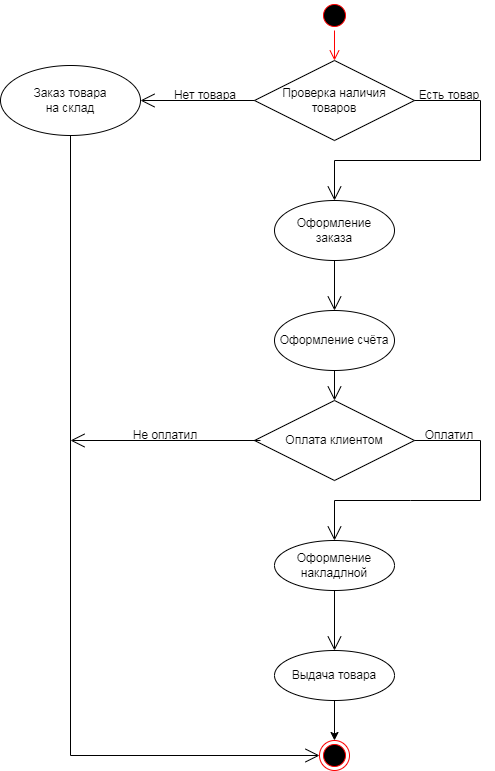 Заказ товара
на склад
Нет товара
Проверка наличия
товаров
Есть товар
Оформление
заказа
Оформление счёта
Не оплатил
Оплата клиентом
Оплатил
Оформление
накладлной
Выдача товара